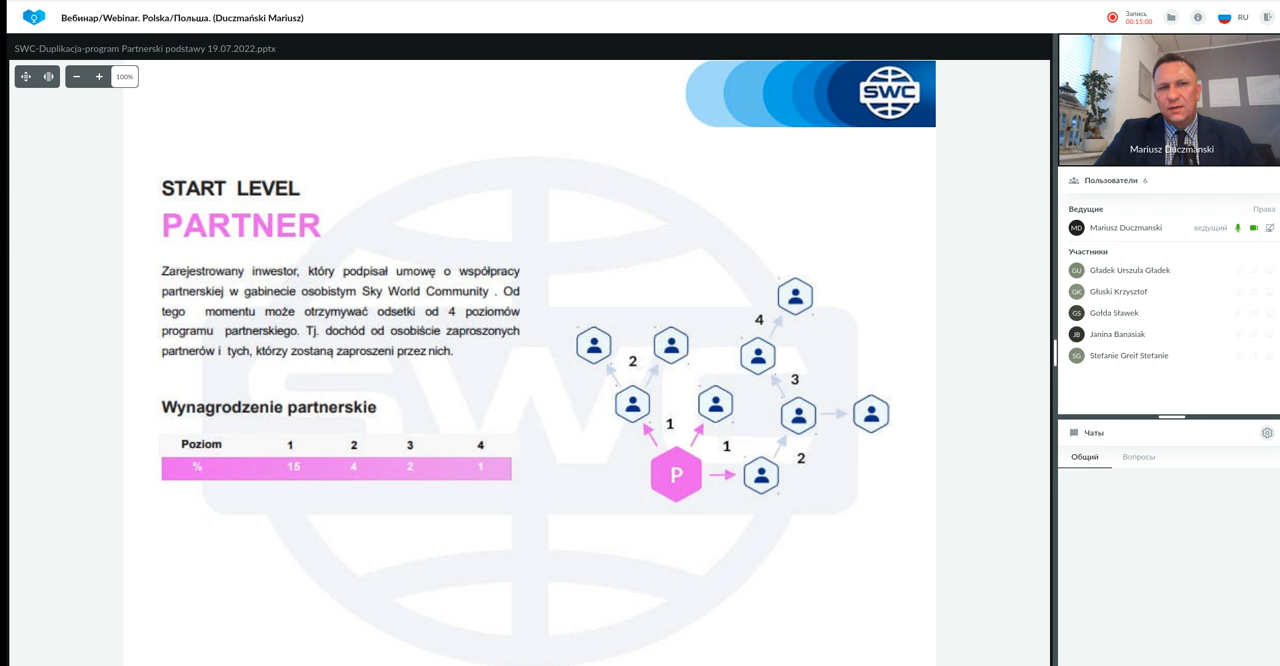 Вебинар/Webinar. Polska/Польша. (Duczmański Mariusz)
Запись
00:15:00
RU
SWC-Duplikacja-program Partnerski podstawy 19.07.2022.pptx
100%
SWC
START LEVEL
PARTNER
Zarejestrowany inwestor, który podpisał umowę o współpracy
partnerskiej w gabinecie osobistym Sky World Community . Od
tego momentu może otrzymywać odsetki od 4 poziomów
programu partnerskiego. Tj. dochód od osobiście zaproszonych
partnerów i tych, którzy zostaną zaproszeni przez nich.
Wynagrodzenie partnerskie
Poziom 1 2 3 4
% 15 4 2 1
4
2
3
1
1
2
P
SWC
Mariusz Duczmanski
Пользователи 6
Ведущие Права
MD Mariusz Duczmanski ведущий
Участники
GU Gładek Urszula Gładek
GK Głuski Krzysztof
GS Gołda Sławek
JB Janina Banasiak
SG Stefanie Greif Stefanie
Чаты
Общий Вопросы